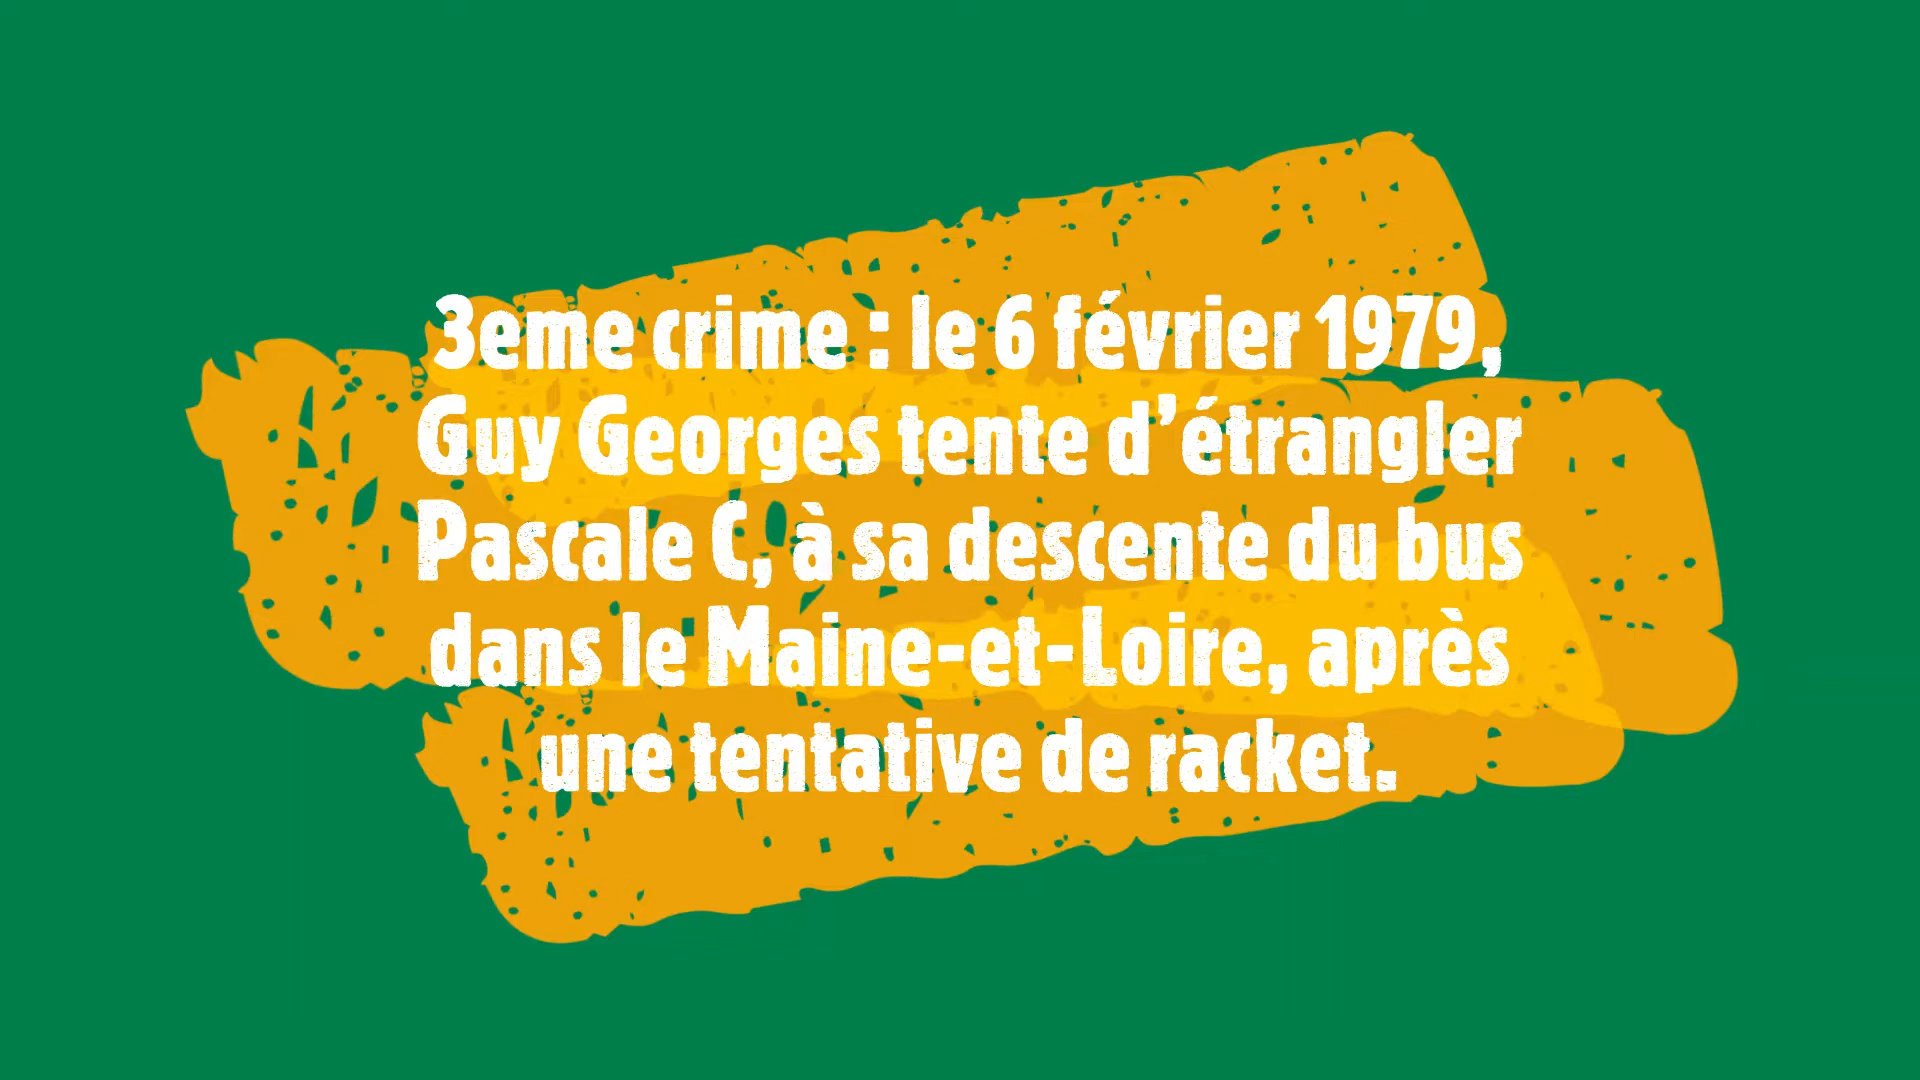 3eme crime : le 6 février 1979,
Guy Georges tente d’étrangler
Pascale C, à sa descente du bus
dans le Maine-et-Loire, après
une tentative de racket.